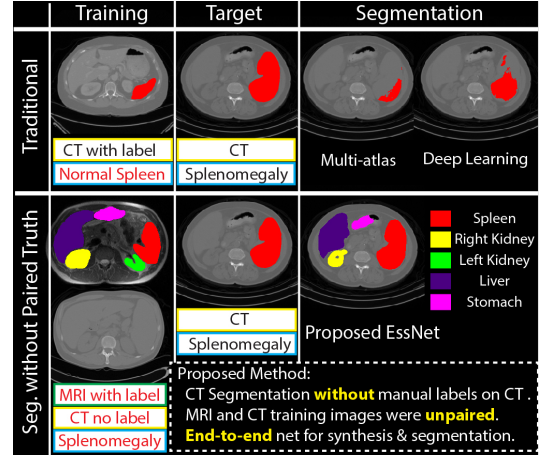 Training
Target
Segmentation
Traditional
CT with label
Normal Spleen
CT
Splenomegaly
Multi-atlas
Deep Learning
Seg. without Paired Truth
MRI with label
CT no label
Splenomegaly
CT
Splenomegaly
Spleen
Right Kidney
Left Kidney
Liver
Stomach
Proposed EssNet
Proposed Method:
CT Segmentation without manual labels on CT .
MRI and CT training images were unpaired.
End-to-end net for synthesis & segmentation.